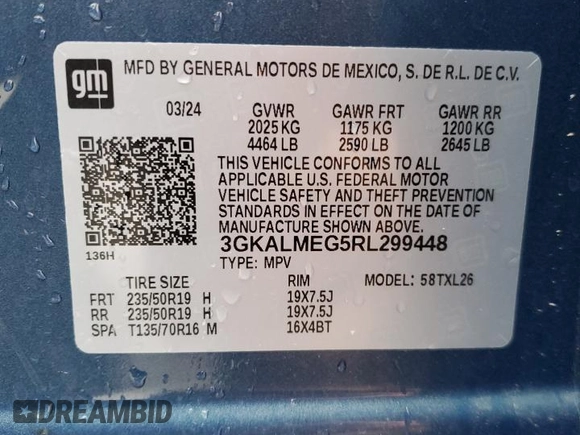 gm
MFD BY GENERAL MOTORS DE MEXICO, S. DE R.L. DE C.V.
03/24 GVWR GAWR FRT GAWR RR
2025 KG 1175 KG 1200 KG
4464 LB 2590 LB 2645 LB
THIS VEHICLE CONFORMS TO ALL
APPLICABLE U.S. FEDERAL MOTOR
VEHICLE SAFETY AND THEFT PREVENTION
STANDARDS IN EFFECT ON THE DATE OF
MANUFACTURE SHOWN ABOVE.
3GKALMEG5RL299448
136H
TYPE: MPV MODEL: 58TXL26
TIRE SIZE RIM
FRT 235/50R19 H 19X7.5J
RR 235/50R19 H 19X7.5J
SPA T135/70R16 M 16X4BT
DREAMBID